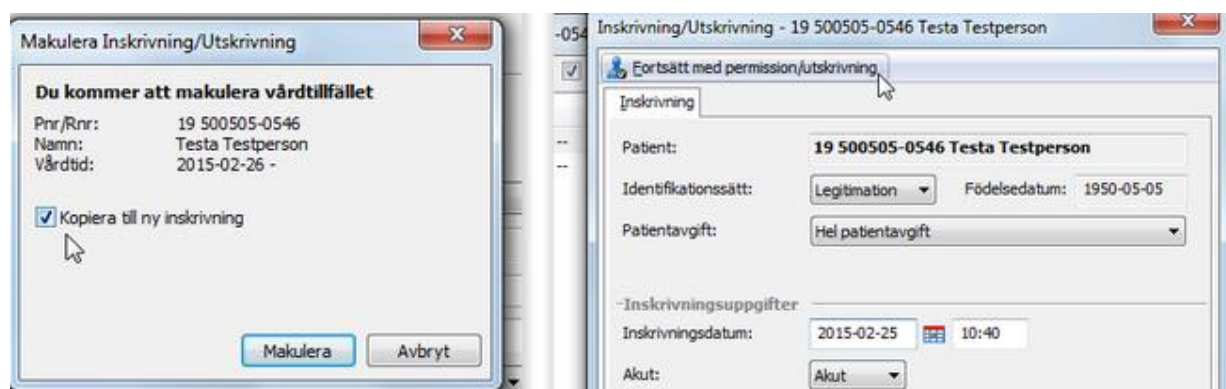 Makulera Inskrivning/Utskrivning
Du kommer att makulera vårdtillfället
Pnr/Rnr: 19 500505-0546
Namn: Testa Testperson
Vårdtid: 2015-02-26 -
Kopiera till ny inskrivning
Makulera Avbryt
-054
--
--
Inskrivning/Utskrivning - 19 500505-0546 Testa Testperson
Fortsätt med permission/utskrivning
Inskrivning
Patient: 19 500505-0546 Testa Testperson
Identifikationssätt: Legitimation Födelsedatum: 1950-05-05
Patientavgift: Hel patientavgift
Inskrivningsuppgifter
Inskrivningsdatum: 2015-02-25 10:40
Akut: Akut